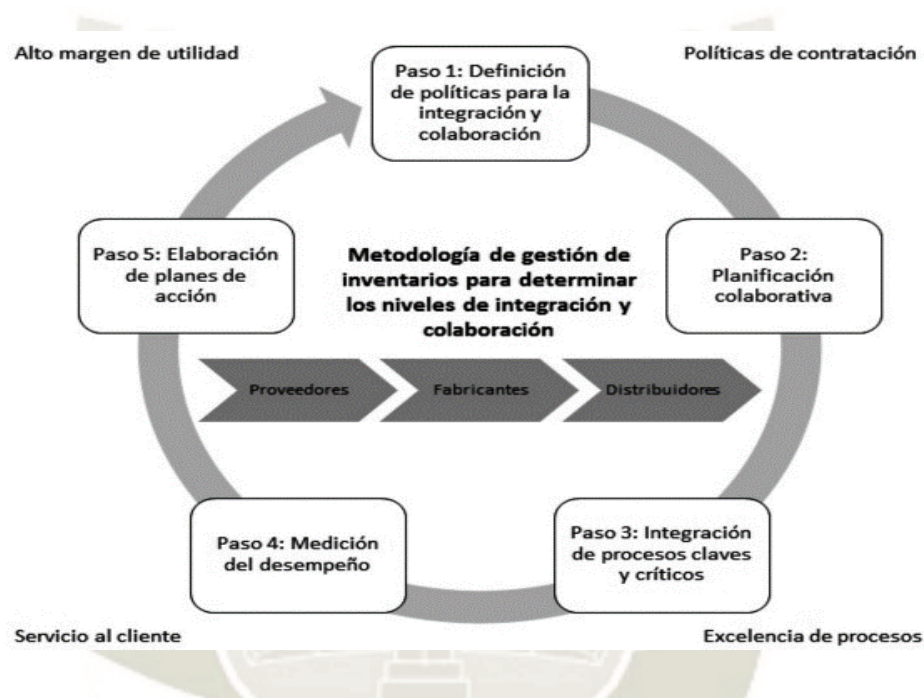 Alto margen de utilidad
Políticas de contratación
Paso 1: Definición
de políticas para la
integración y
colaboración
Paso 5: Elaboración
de planes de
acción
Metodología de gestión de
inventarios para determinar
los niveles de integración y
colaboración
Paso 2:
Planificación
colaborativa
Proveedores
Fabricantes
Distribuidores
Paso 4: Medición
del desempeño
Paso 3: Integración
de procesos claves
y críticos
Servicio al cliente
Excelencia de procesos